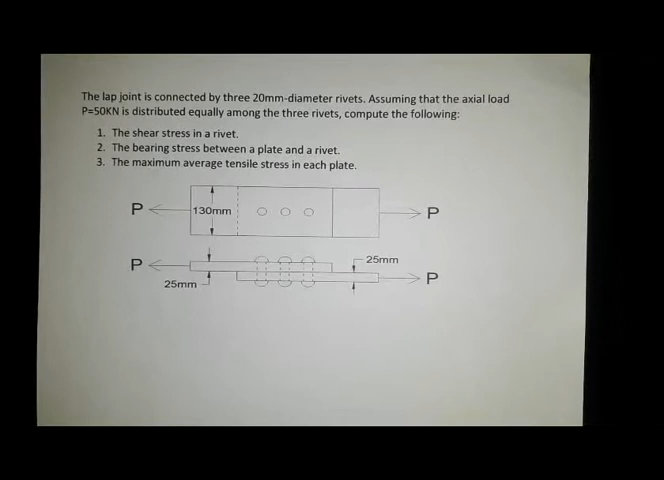 The lap joint is connected by three 20mm-diameter rivets. Assuming that the axial load
P=50KN is distributed equally among the three rivets, compute the following:
1. The shear stress in a rivet.
2. The bearing stress between a plate and a rivet.
3. The maximum average tensile stress in each plate.
P 130mm P
P 25mm
25mm P